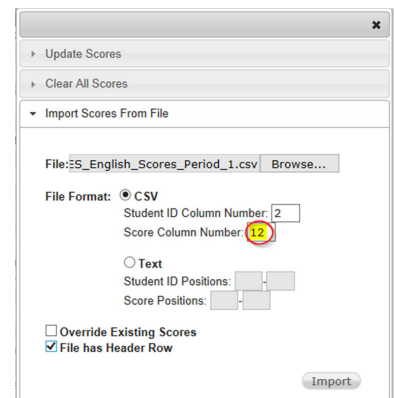 Update Scores
Clear All Scores
Import Scores From File
File: ES_English_Scores_Period_1.csv Browse...
File Format: CSV
Student ID Column Number: 2
Score Column Number: 12
Text
Student ID Positions: -
Score Positions: -
Override Existing Scores
File has Header Row
Import